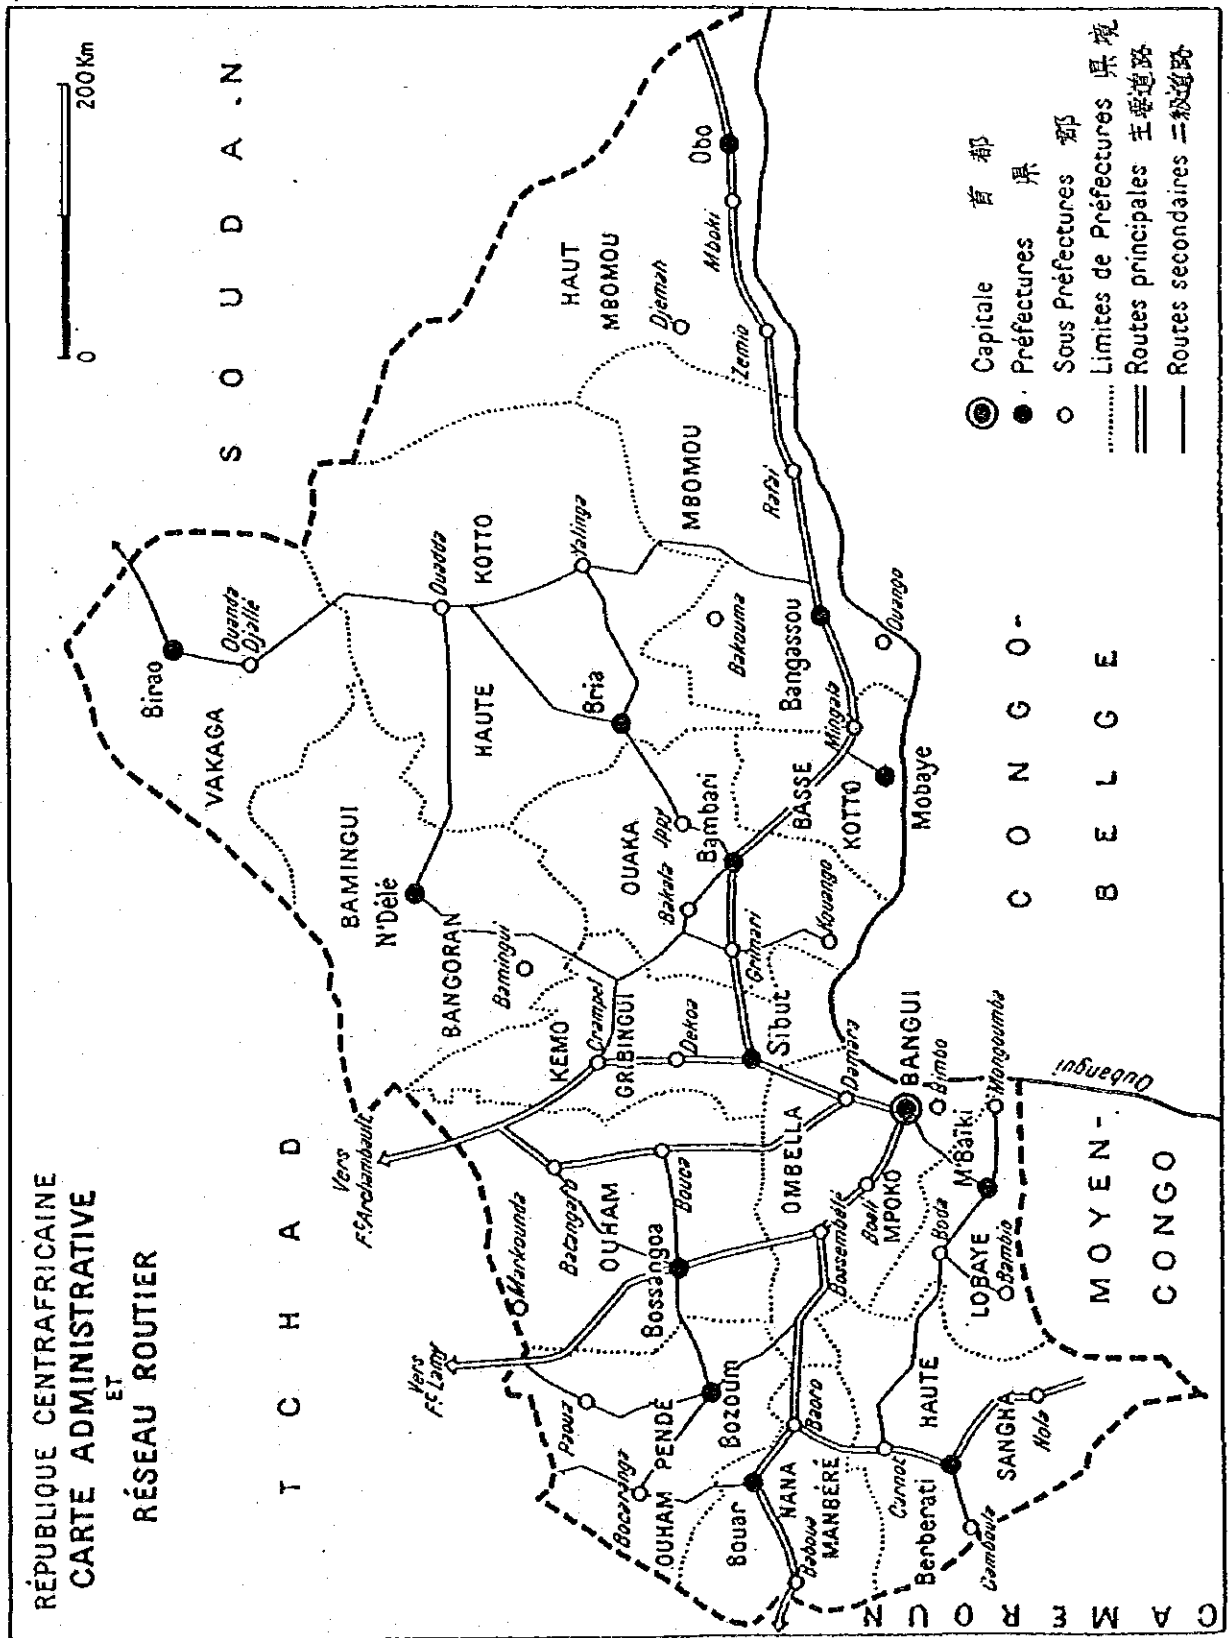 RÉPUBLIQUE CENTRAFRICAINE
CARTE ADMINISTRATIVE
ET
RÉSEAU ROUTIER
0 200Km
S O U D A N
T C H A D
Vers
Ft Archambault
Vers
Ft Lamy
Birao
Ouanda
Djallé
VAKAGA
BAMINGUI
N'Délé
BANGORAN
Bamingui
HAUTE
KOTTO
Ouadda
Yalinga
Bria
HAUT
MBOMOU
Djemah
Obo
Mboki
Zemio
MBOMOU
Rafaï
Bakouma
Bangassou
Ouango
Mingala
BASSE
KOTTO
Mobaye
OUAKA
Ippy
Bambari
Bakala
Grimari
Kouango
KEMO
GRIBINGUI
Crampel
Dekoa
Sibut
Damara
BANGUI
Bimbo
Mongoumba
Oubangui
M'Baïki
OMBELLA
MPOKO
Boali
Bossembélé
Boda
LOBAYE
Bambio
Markounda
Batangafo
OUHAM
Bouca
Bossangoa
Paoua
Bocaranga
OUHAM PENDE
Bozoum
Bouar
NANA
MANBÉRÉ
Baboua
Baoro
Carnot
HAUTE
SANGHA
Berberati
Gamboula
Nola
C A M E R O U N
M O Y E N -
C O N G O
C O N G O -
B E L G E
Capitale 首都
Préfectures 県
Sous Préfectures 郡
Limites de Préfectures 県境
Routes principales 主要道路
Routes secondaires 二級道路